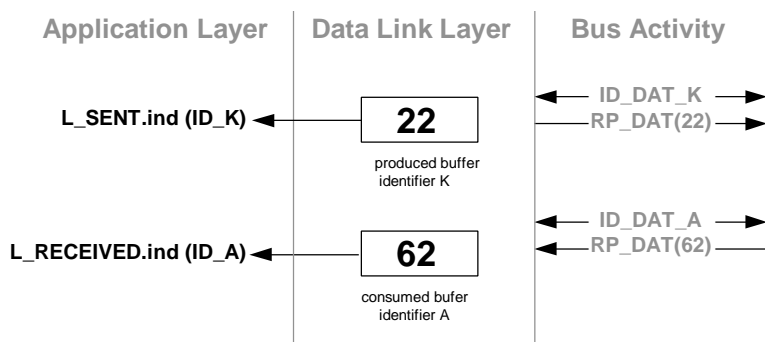 Application Layer
Data Link Layer
Bus Activity
L_SENT.ind (ID_K)
22
ID_DAT_K
RP_DAT(22)
produced buffer
identifier K
L_RECEIVED.ind (ID_A)
62
ID_DAT_A
RP_DAT(62)
consumed bufer
identifier A